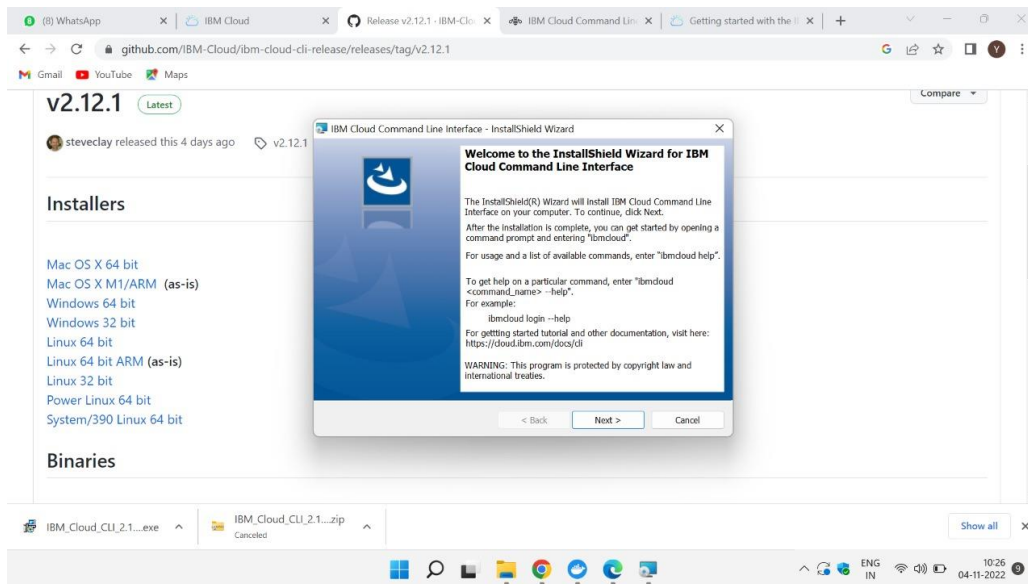 (8) WhatsApp
IBM Cloud
Release v2.12.1 · IBM-Clo
IBM Cloud Command Lin
Getting started with the I
github.com/IBM-Cloud/ibm-cloud-cli-release/releases/tag/v2.12.1
G
Y
Gmail
YouTube
Maps
v2.12.1
Latest
Compare
steveclay released this 4 days ago
v2.12.1
Installers
Mac OS X 64 bit
Mac OS X M1/ARM (as-is)
Windows 64 bit
Windows 32 bit
Linux 64 bit
Linux 64 bit ARM (as-is)
Linux 32 bit
Power Linux 64 bit
System/390 Linux 64 bit
Binaries
IBM Cloud Command Line Interface - InstallShield Wizard
Welcome to the InstallShield Wizard for IBM
Cloud Command Line Interface
The InstallShield(R) Wizard will install IBM Cloud Command Line
Interface on your computer. To continue, click Next.
After the installation is complete, you can get started by opening a
command prompt and entering "ibmcloud".
For usage and a list of available commands, enter "ibmcloud help".
To get help on a particular command, enter "ibmcloud
<command_name> --help".
For example:
ibmcloud login --help
For gettting started tutorial and other documentation, visit here:
https://cloud.ibm.com/docs/cli
WARNING: This program is protected by copyright law and
international treaties.
< Back
Next >
Cancel
IBM_Cloud_CLI_2.1....exe
IBM_Cloud_CLI_2.1....zip
Canceled
Show all
ENG
IN
10:26
04-11-2022
9